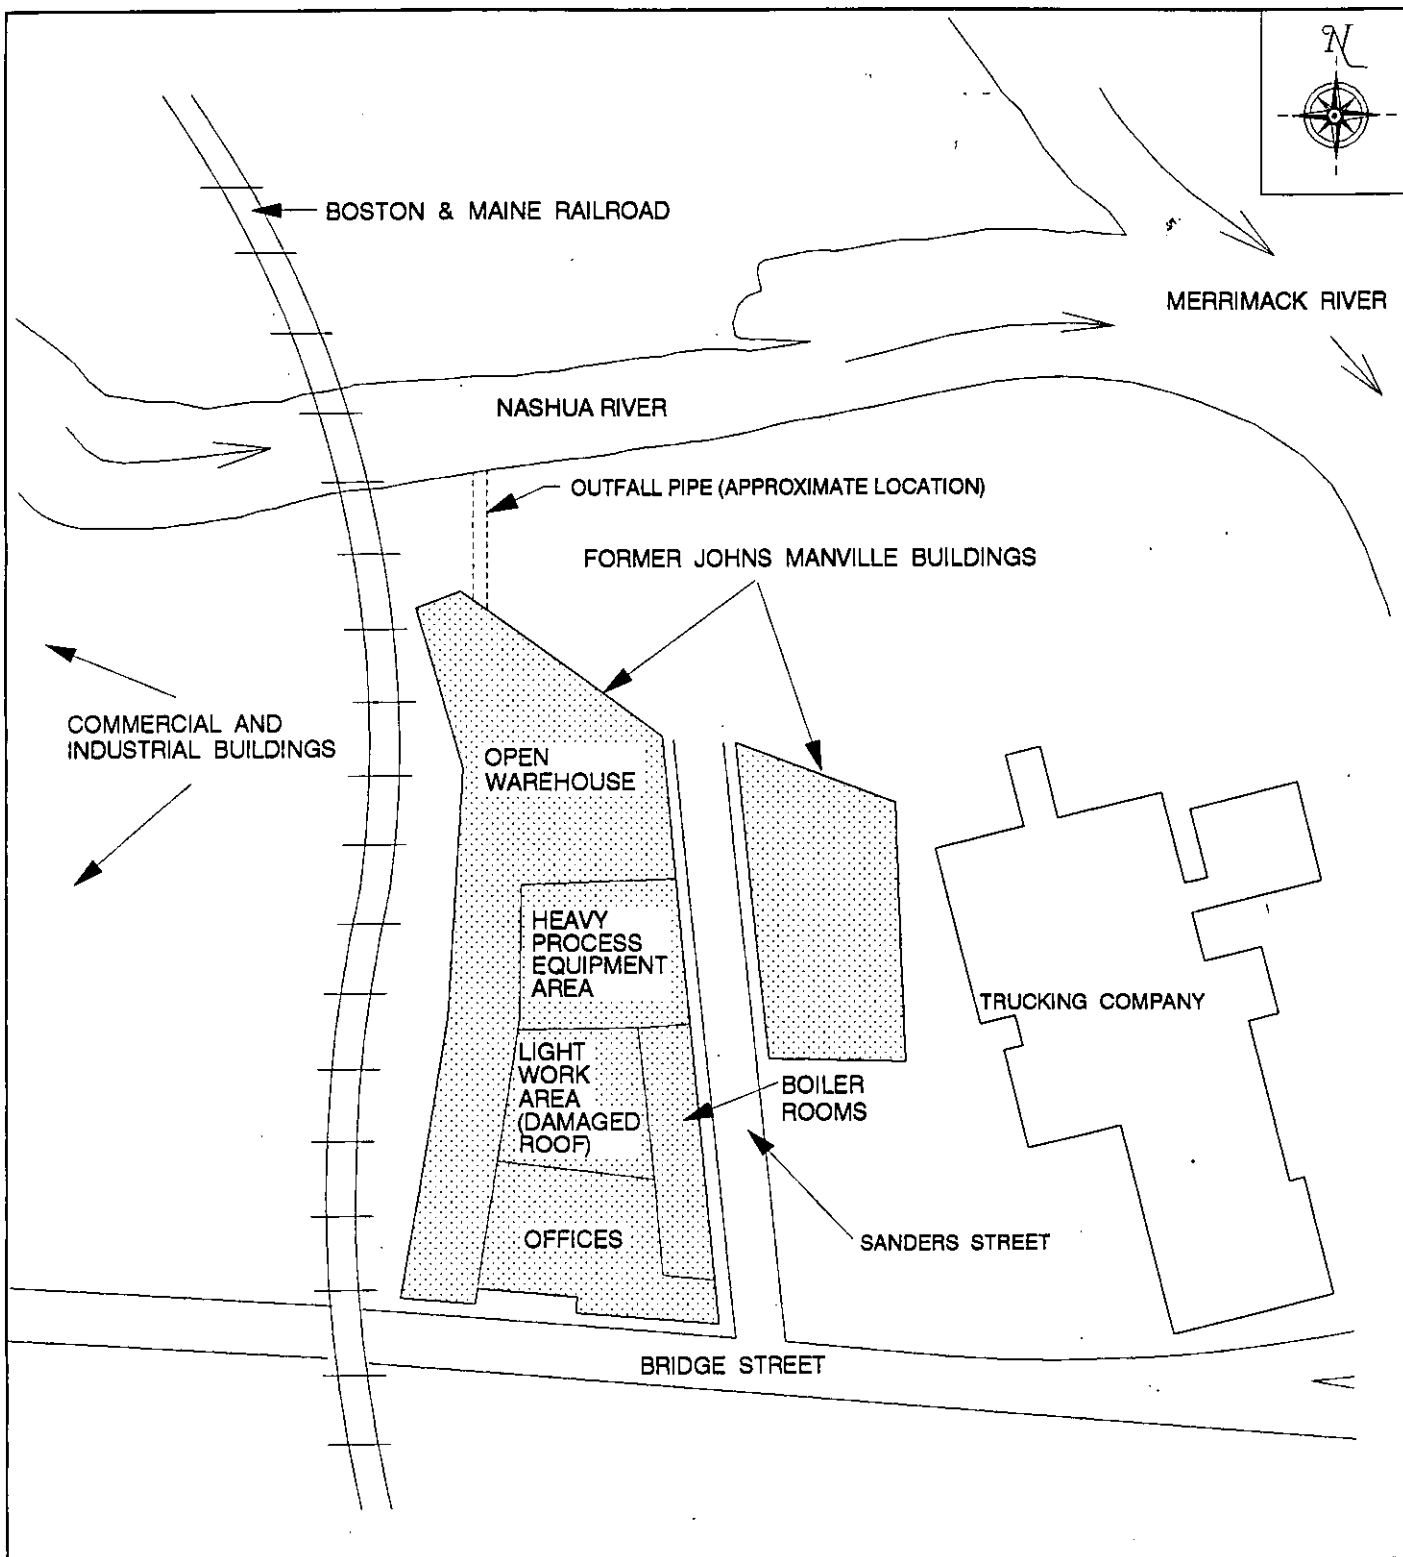 N
BOSTON & MAINE RAILROAD
MERRIMACK RIVER
NASHUA RIVER
OUTFALL PIPE (APPROXIMATE LOCATION)
FORMER JOHNS MANVILLE BUILDINGS
COMMERCIAL AND
INDUSTRIAL BUILDINGS
OPEN
WAREHOUSE
HEAVY
PROCESS
EQUIPMENT
AREA
TRUCKING COMPANY
LIGHT
WORK
AREA
(DAMAGED
ROOF)
BOILER
ROOMS
OFFICES
SANDERS STREET
BRIDGE STREET